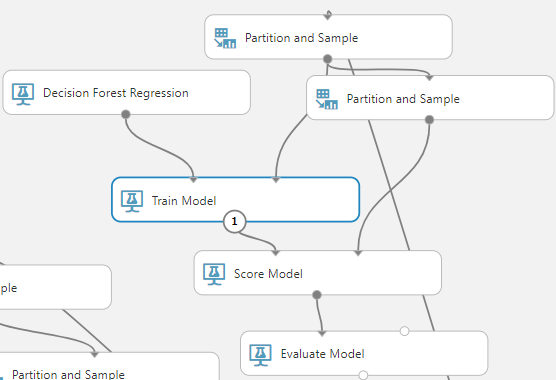 Partition and Sample
Decision Forest Regression
Partition and Sample
Train Model
1
Score Model
ple
Evaluate Model
Partition and Sample